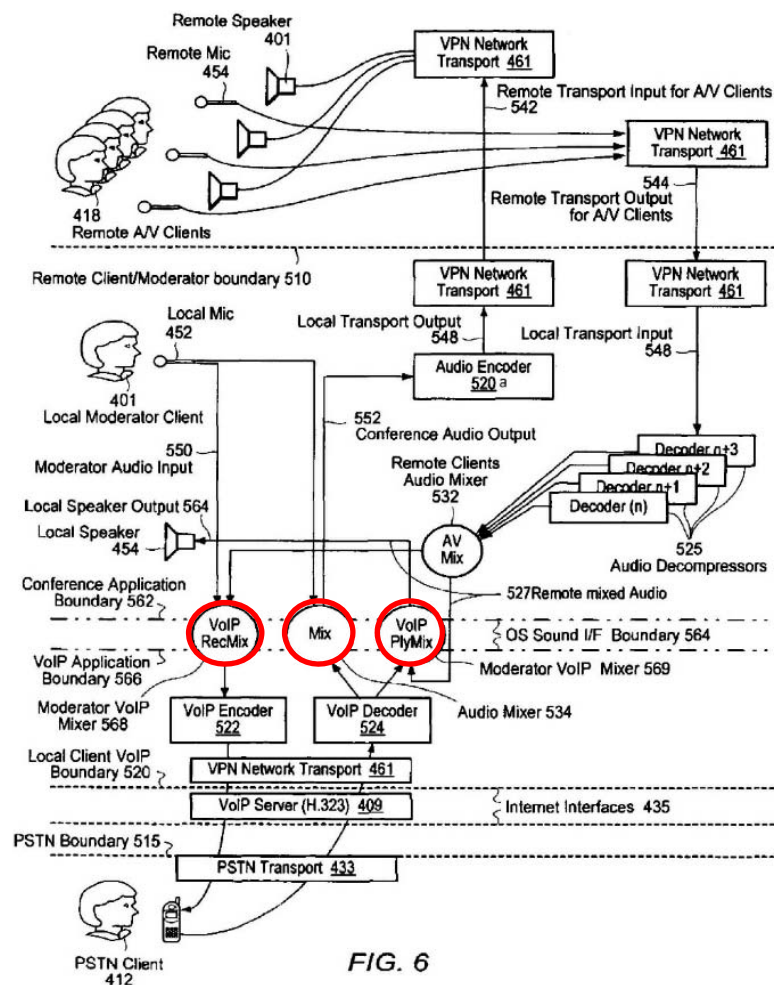 Remote Speaker
401
Remote Mic
454
VPN Network
Transport 461
Remote Transport Input for A/V Clients
542
VPN Network
Transport 461
544
Remote Transport Output
for A/V Clients
418
Remote A/V Clients
Remote Client/Moderator boundary 510
VPN Network
Transport 461
VPN Network
Transport 461
Local Mic
452
Local Transport Output
548
Local Transport Input
548
Audio Encoder
520a
401
Local Moderator Client
552
Conference Audio Output
550
Moderator Audio Input
Remote Clients
Audio Mixer
532
Decoder n+3
Decoder n+2
Decoder n+1
Decoder (n)
Local Speaker Output 564
Local Speaker
454
AV
Mix
525
Audio Decompressors
527Remote mixed Audio
Conference Application
Boundary 562
VoIP
RecMix
Mix
VoIP
PlyMix
OS Sound I/F Boundary 564
VoIP Application
Boundary 566
Moderator VoIP Mixer 569
Moderator VoIP
Mixer 568
Audio Mixer 534
VoIP Encoder
522
VoIP Decoder
524
Local Client VoIP
Boundary 520
VPN Network Transport 461
VoIP Server (H.323) 409
Internet Interfaces 435
PSTN Boundary 515
PSTN Transport 433
PSTN Client
412
FIG. 6